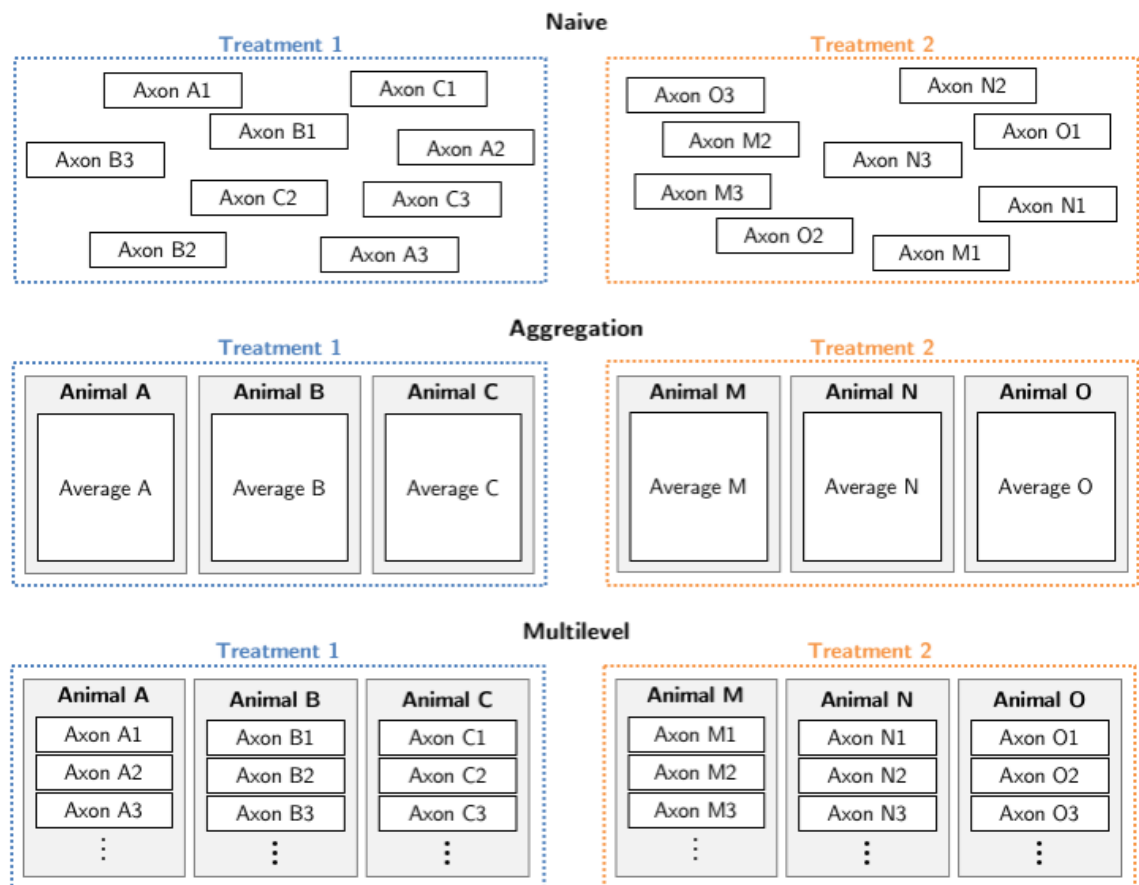 Naive
Treatment 1
Treatment 2
Axon A1
Axon C1
Axon B1
Axon A2
Axon B3
Axon C2
Axon C3
Axon B2
Axon A3
Axon N2
Axon O3
Axon O1
Axon M2
Axon N3
Axon M3
Axon N1
Axon O2
Axon M1
Aggregation
Treatment 1
Treatment 2
Animal A
Animal B
Animal C
Average A
Average B
Average C
Animal M
Animal N
Animal O
Average M
Average N
Average O
Multilevel
Treatment 1
Treatment 2
Animal A
Axon A1
Axon A2
Axon A3
⋮
Animal B
Axon B1
Axon B2
Axon B3
⋮
Animal C
Axon C1
Axon C2
Axon C3
⋮
Animal M
Axon M1
Axon M2
Axon M3
⋮
Animal N
Axon N1
Axon N2
Axon N3
⋮
Animal O
Axon O1
Axon O2
Axon O3
⋮